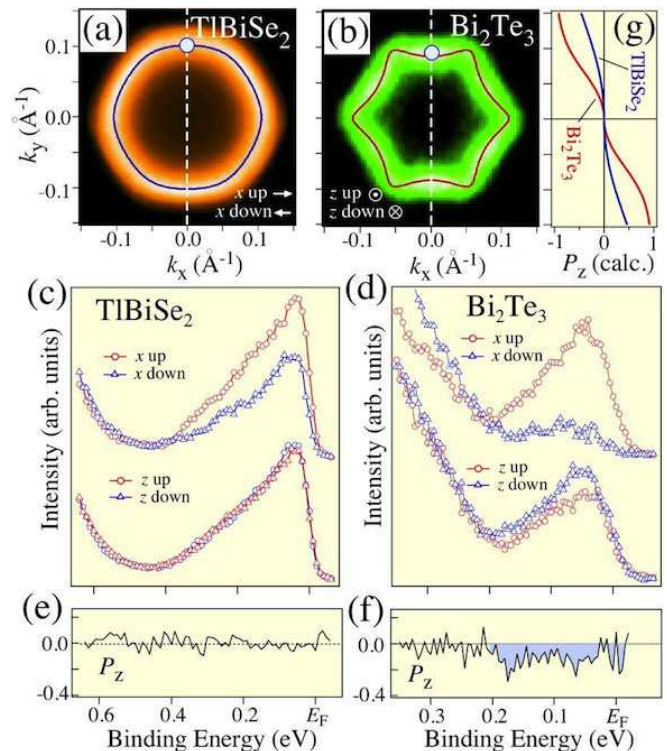 (a) TlBiSe2
0.1
0.0
-0.1
ky (Å-1)
x up →
x down ←
-0.1 0.0 0.1
kx (Å-1)
(b) Bi2Te3
z up ⊙
z down ⊗
-0.1 0.0 0.1
kx (Å-1)
(g)
TlBiSe2
Bi2Te3
-1 0 1
Pz (calc.)
(c) TlBiSe2
x up
x down
z up
z down
Intensity (arb. units)
(d) Bi2Te3
x up
x down
z up
z down
Intensity (arb. units)
(e)
0.0
-0.4
Pz
0.6 0.4 0.2 EF
Binding Energy (eV)
(f)
0.0
-0.4
Pz
0.3 0.2 0.1 EF
Binding Energy (eV)